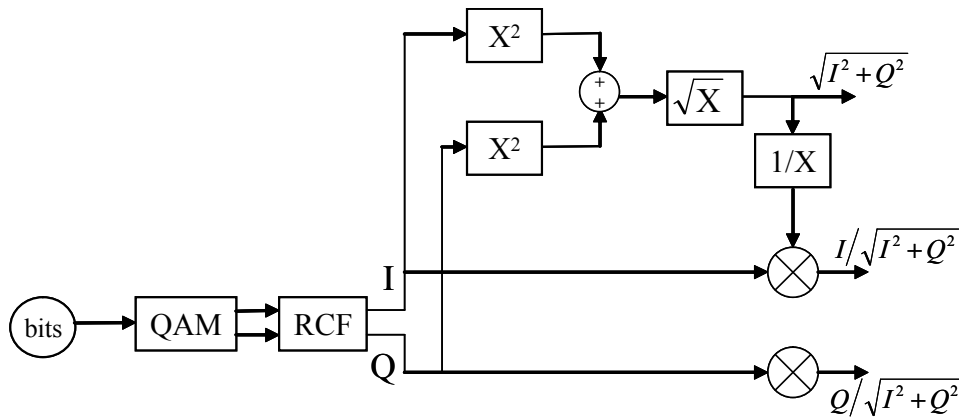 X²
√X
√I² + Q²
X²
1/X
I/√I² + Q²
I
bits
QAM
RCF
Q
Q/√I² + Q²
+
+